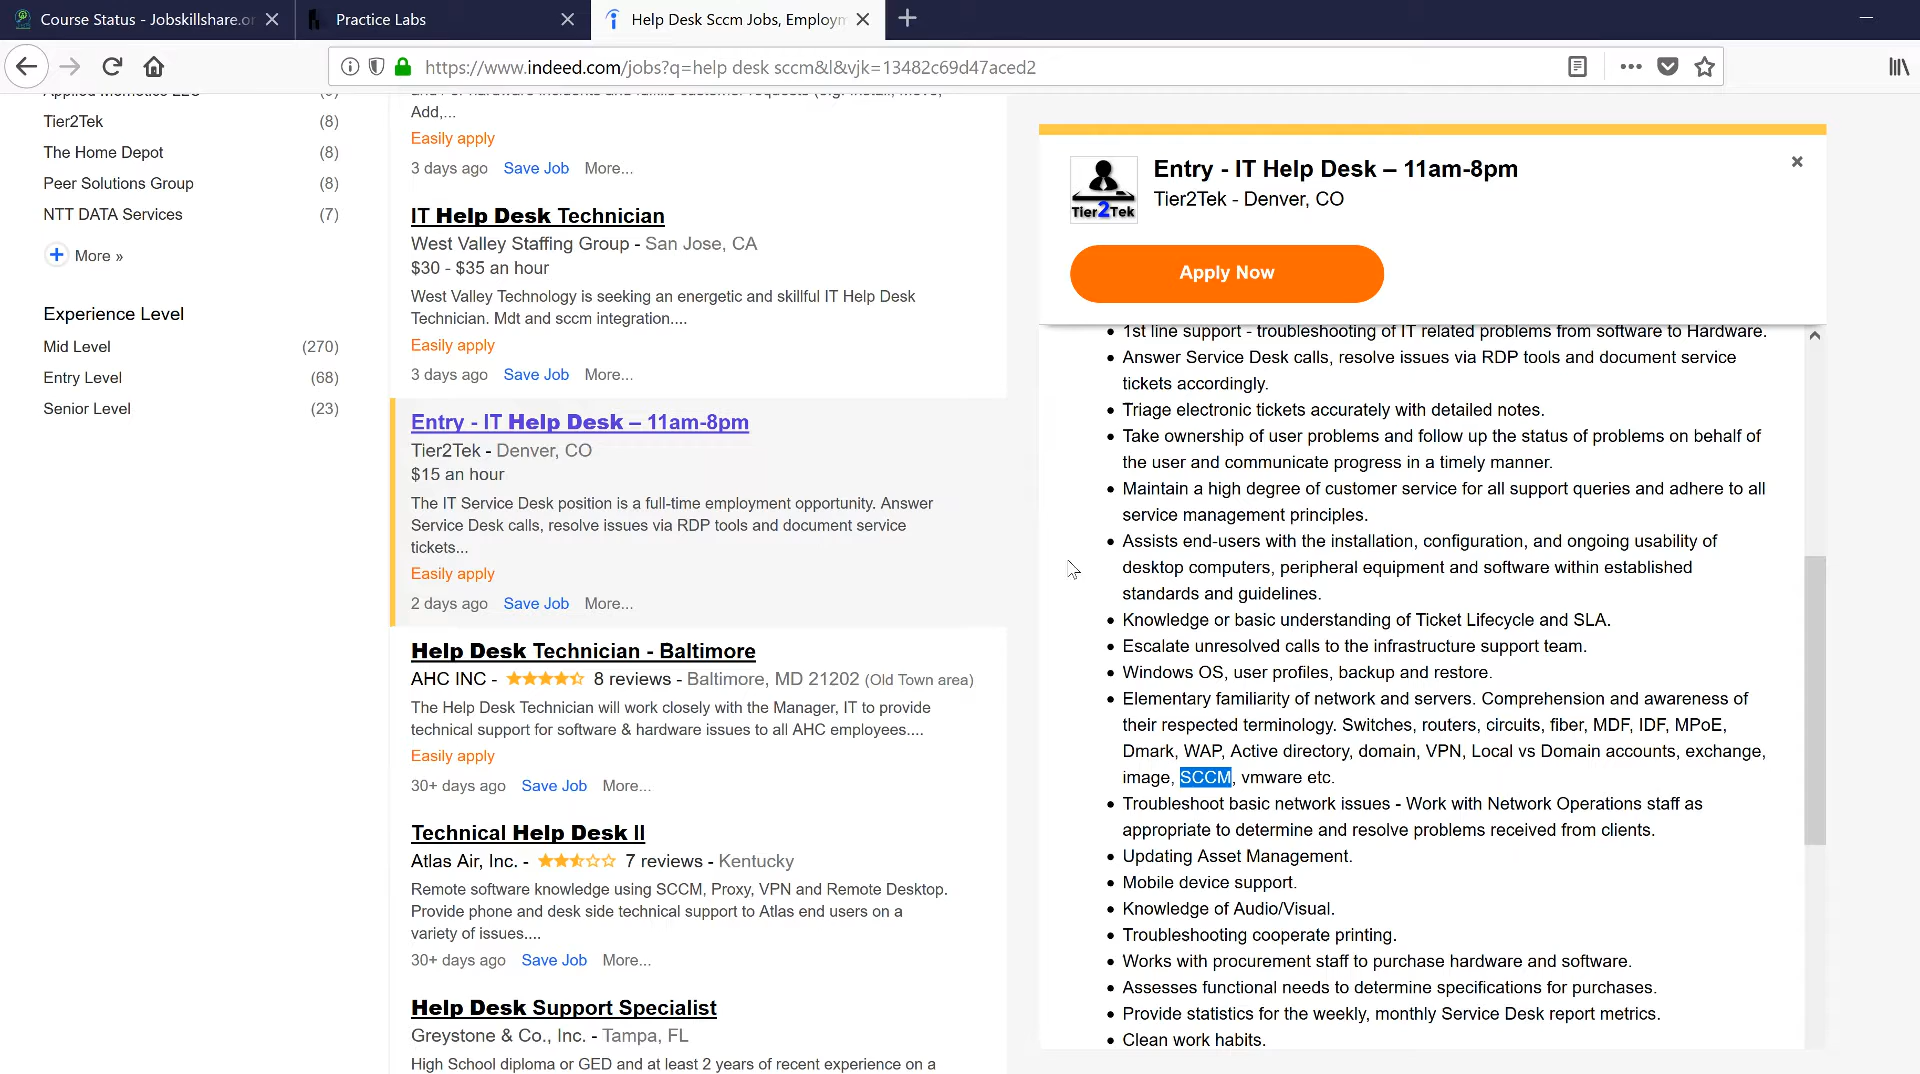 Course Status - Jobskillshare.or
Practice Labs
Help Desk Sccm Jobs, Employm
https://www.indeed.com/jobs?q=help desk sccm&l&vjk=13482c69d47aced2
Tier2Tek (8)
The Home Depot (8)
Peer Solutions Group (8)
NTT DATA Services (7)
More »
Experience Level
Mid Level (270)
Entry Level (68)
Senior Level (23)
Add,...
Easily apply
3 days ago Save Job More...
IT Help Desk Technician
West Valley Staffing Group - San Jose, CA
$30 - $35 an hour
West Valley Technology is seeking an energetic and skillful IT Help Desk
Technician. Mdt and sccm integration....
Easily apply
3 days ago Save Job More...
Entry - IT Help Desk – 11am-8pm
Tier2Tek - Denver, CO
$15 an hour
The IT Service Desk position is a full-time employment opportunity. Answer
Service Desk calls, resolve issues via RDP tools and document service
tickets...
Easily apply
2 days ago Save Job More...
Help Desk Technician - Baltimore
AHC INC - 8 reviews - Baltimore, MD 21202 (Old Town area)
The Help Desk Technician will work closely with the Manager, IT to provide
technical support for software & hardware issues to all AHC employees....
Easily apply
30+ days ago Save Job More...
Technical Help Desk II
Atlas Air, Inc. - 7 reviews - Kentucky
Remote software knowledge using SCCM, Proxy, VPN and Remote Desktop.
Provide phone and desk side technical support to Atlas end users on a
variety of issues....
30+ days ago Save Job More...
Help Desk Support Specialist
Greystone & Co., Inc. - Tampa, FL
High School diploma or GED and at least 2 years of recent experience on a
Tier2Tek
Entry - IT Help Desk – 11am-8pm
Tier2Tek - Denver, CO
Apply Now
1st line support - troubleshooting of IT related problems from software to Hardware.
Answer Service Desk calls, resolve issues via RDP tools and document service
tickets accordingly.
Triage electronic tickets accurately with detailed notes.
Take ownership of user problems and follow up the status of problems on behalf of
the user and communicate progress in a timely manner.
Maintain a high degree of customer service for all support queries and adhere to all
service management principles.
Assists end-users with the installation, configuration, and ongoing usability of
desktop computers, peripheral equipment and software within established
standards and guidelines.
Knowledge or basic understanding of Ticket Lifecycle and SLA.
Escalate unresolved calls to the infrastructure support team.
Windows OS, user profiles, backup and restore.
Elementary familiarity of network and servers. Comprehension and awareness of
their respected terminology. Switches, routers, circuits, fiber, MDF, IDF, MPoE,
Dmark, WAP, Active directory, domain, VPN, Local vs Domain accounts, exchange,
image, SCCM, vmware etc.
Troubleshoot basic network issues - Work with Network Operations staff as
appropriate to determine and resolve problems received from clients.
Updating Asset Management.
Mobile device support.
Knowledge of Audio/Visual.
Troubleshooting cooperate printing.
Works with procurement staff to purchase hardware and software.
Assesses functional needs to determine specifications for purchases.
Provide statistics for the weekly, monthly Service Desk report metrics.
Clean work habits.